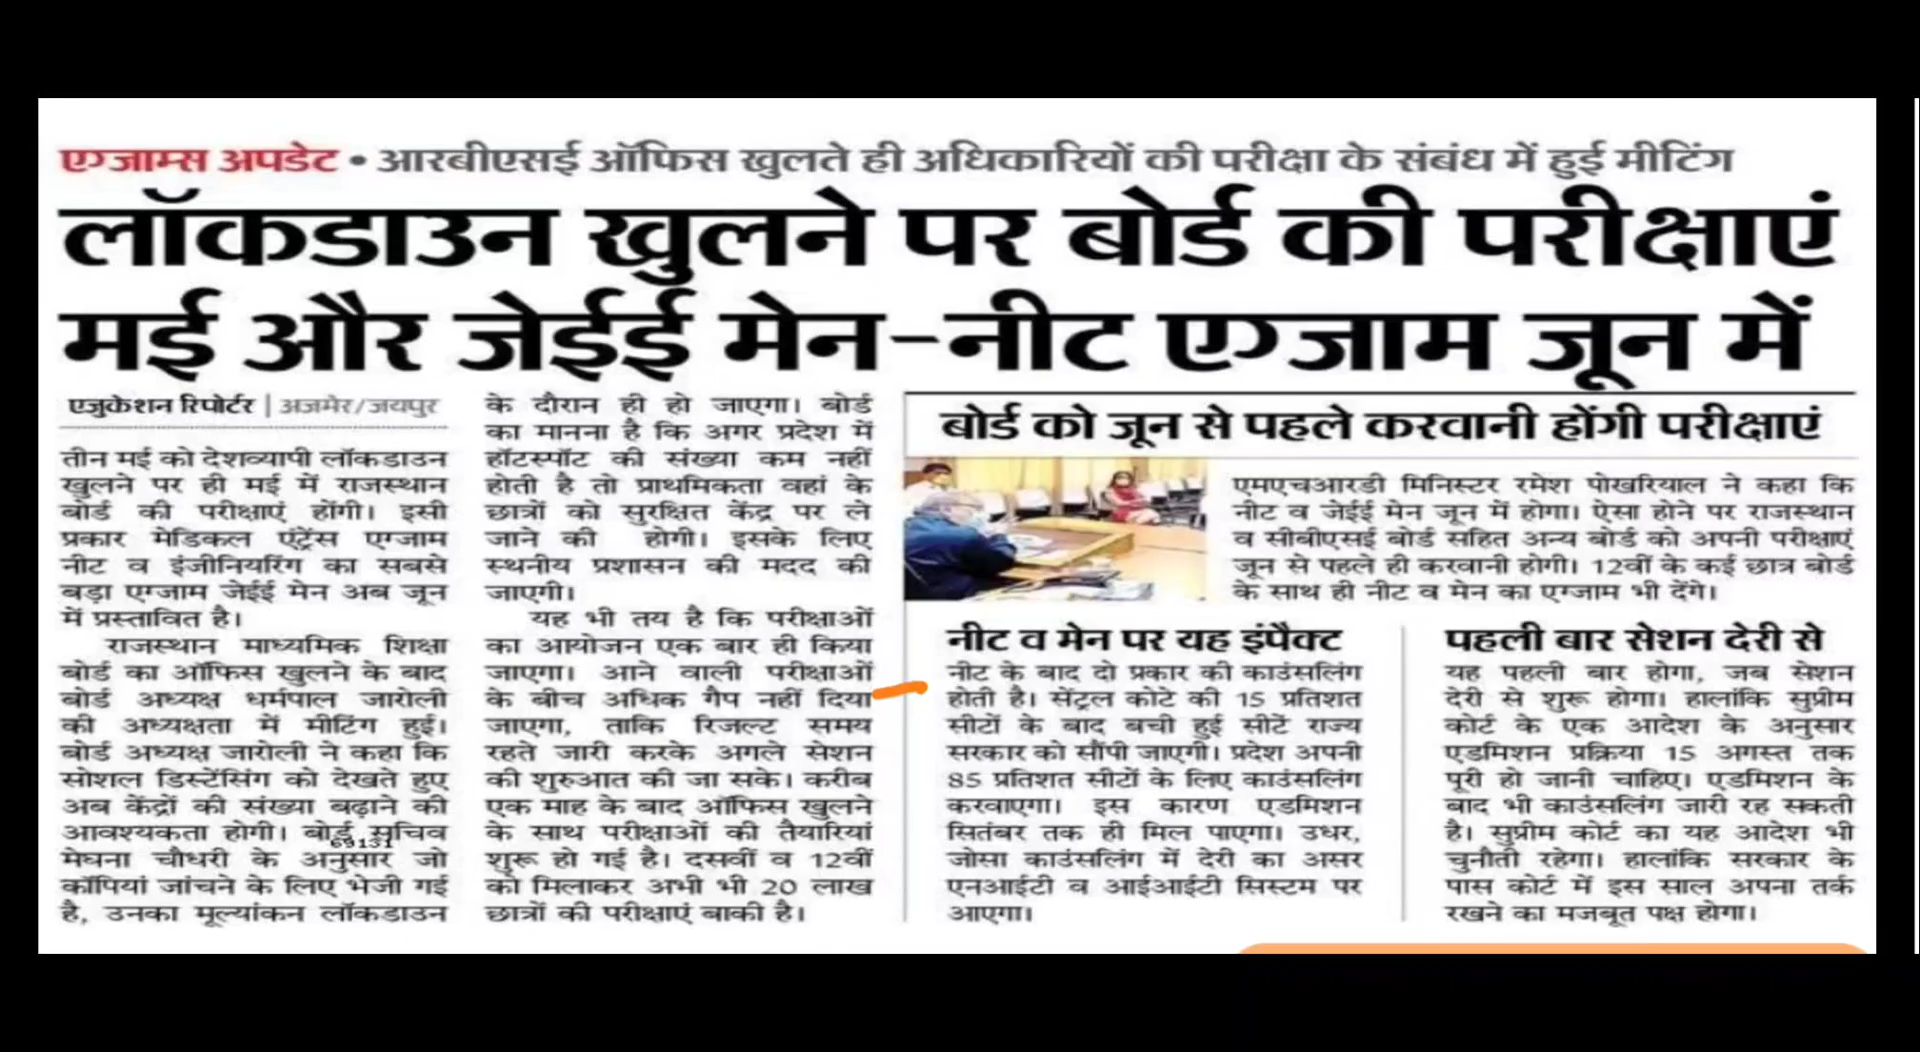 एग्जाम्स अपडेट • आरबीएसई ऑफिस खुलते ही अधिकारियों की परीक्षा के संबंध में हुई मीटिंग
लॉकडाउन खुलने पर बोर्ड की परीक्षाएं
मई और जेईई मेन-नीट एग्जाम जून में
एजुकेशन रिपोर्टर | अजमेर/जयपुर
तीन मई को देशव्यापी लॉकडाउन
खुलने पर ही मई में राजस्थान
बोर्ड की परीक्षाएं होंगी। इसी
प्रकार मेडिकल एंट्रेंस एग्जाम
नीट व इंजीनियरिंग का सबसे
बड़ा एग्जाम जेईई मेन अब जून
में प्रस्तावित है।
राजस्थान माध्यमिक शिक्षा
बोर्ड का ऑफिस खुलने के बाद
बोर्ड अध्यक्ष धर्मपाल जारोली
की अध्यक्षता में मीटिंग हुई।
बोर्ड अध्यक्ष जारोली ने कहा कि
सोशल डिस्टेंसिंग को देखते हुए
अब केंद्रों की संख्या बढ़ाने की
आवश्यकता होगी। बोर्ड सचिव
69131
मेघना चौधरी के अनुसार जो
कॉपियां जांचने के लिए भेजी गई
है, उनका मूल्यांकन लॉकडाउन
के दौरान ही हो जाएगा। बोर्ड
का मानना है कि अगर प्रदेश में
हॉटस्पॉट की संख्या कम नहीं
होती है तो प्राथमिकता वहां के
छात्रों को सुरक्षित केंद्र पर ले
जाने की होगी। इसके लिए
स्थनीय प्रशासन की मदद की
जाएगी।
यह भी तय है कि परीक्षाओं
का आयोजन एक बार ही किया
जाएगा। आने वाली परीक्षाओं
के बीच अधिक गैप नहीं दिया
जाएगा, ताकि रिजल्ट समय
रहते जारी करके अगले सेशन
की शुरुआत की जा सके। करीब
एक माह के बाद ऑफिस खुलने
के साथ परीक्षाओं की तैयारियां
शुरू हो गई है। दसवीं व 12वीं
को मिलाकर अभी भी 20 लाख
छात्रों की परीक्षाएं बाकी है।
बोर्ड को जून से पहले करवानी होंगी परीक्षाएं
एमएचआरडी मिनिस्टर रमेश पोखरियाल ने कहा कि
नीट व जेईई मेन जून में होगा। ऐसा होने पर राजस्थान
व सीबीएसई बोर्ड सहित अन्य बोर्ड को अपनी परीक्षाएं
जून से पहले ही करवानी होगी। 12वीं के कई छात्र बोर्ड
के साथ ही नीट व मेन का एग्जाम भी देंगे।
नीट व मेन पर यह इंपैक्ट
नीट के बाद दो प्रकार की काउंसलिंग
होती है। सेंट्रल कोटे की 15 प्रतिशत
सीटों के बाद बची हुई सीटें राज्य
सरकार को सौंपी जाएगी। प्रदेश अपनी
85 प्रतिशत सीटों के लिए काउंसलिंग
करवाएगा। इस कारण एडमिशन
सितंबर तक ही मिल पाएगा। उधर,
जोसा काउंसलिंग में देरी का असर
एनआईटी व आईआईटी सिस्टम पर
आएगा।
पहली बार सेशन देरी से
यह पहली बार होगा, जब सेशन
देरी से शुरू होगा। हालांकि सुप्रीम
कोर्ट के एक आदेश के अनुसार
एडमिशन प्रक्रिया 15 अगस्त तक
पूरी हो जानी चाहिए। एडमिशन के
बाद भी काउंसलिंग जारी रह सकती
है। सुप्रीम कोर्ट का यह आदेश भी
चुनौती रहेगा। हालांकि सरकार के
पास कोर्ट में इस साल अपना तर्क
रखने का मजबूत पक्ष होगा।